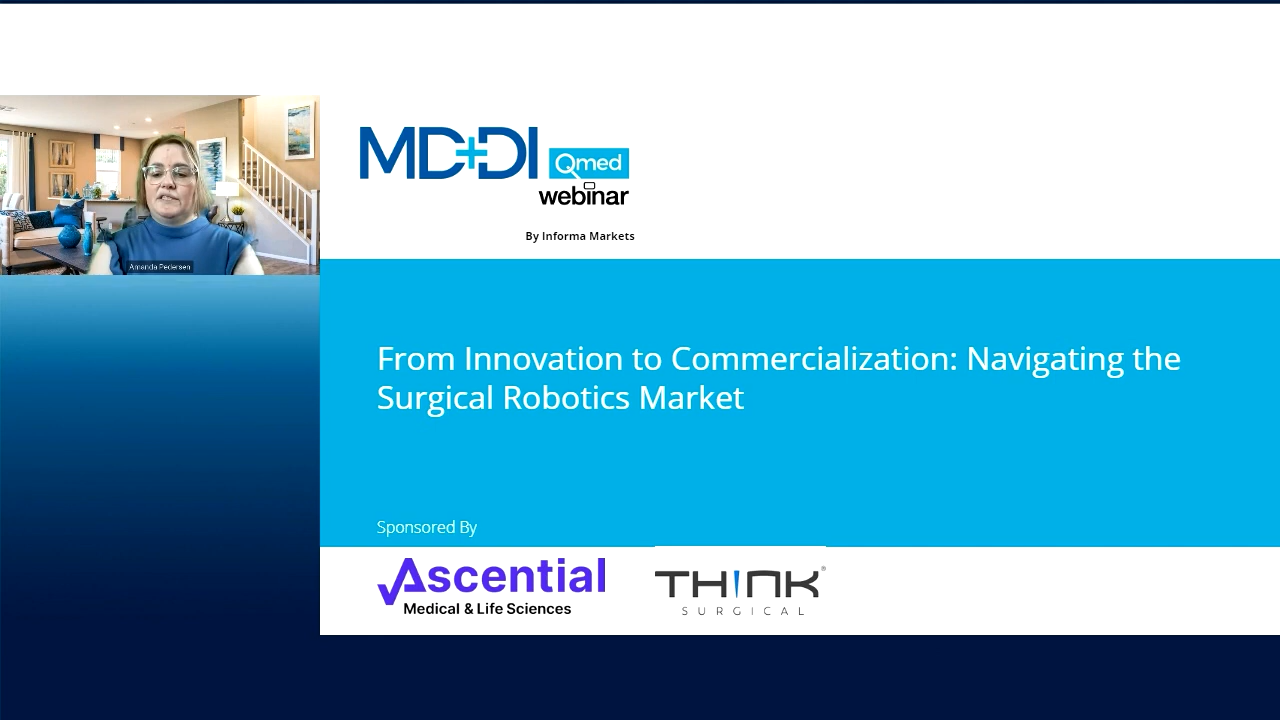 MD+DI
Qmed
webinar
By Informa Markets
Amanda Pedersen
From Innovation to Commercialization: Navigating the
Surgical Robotics Market
Sponsored By
Ascential
Medical & Life Sciences
THINK
SURGICAL
®